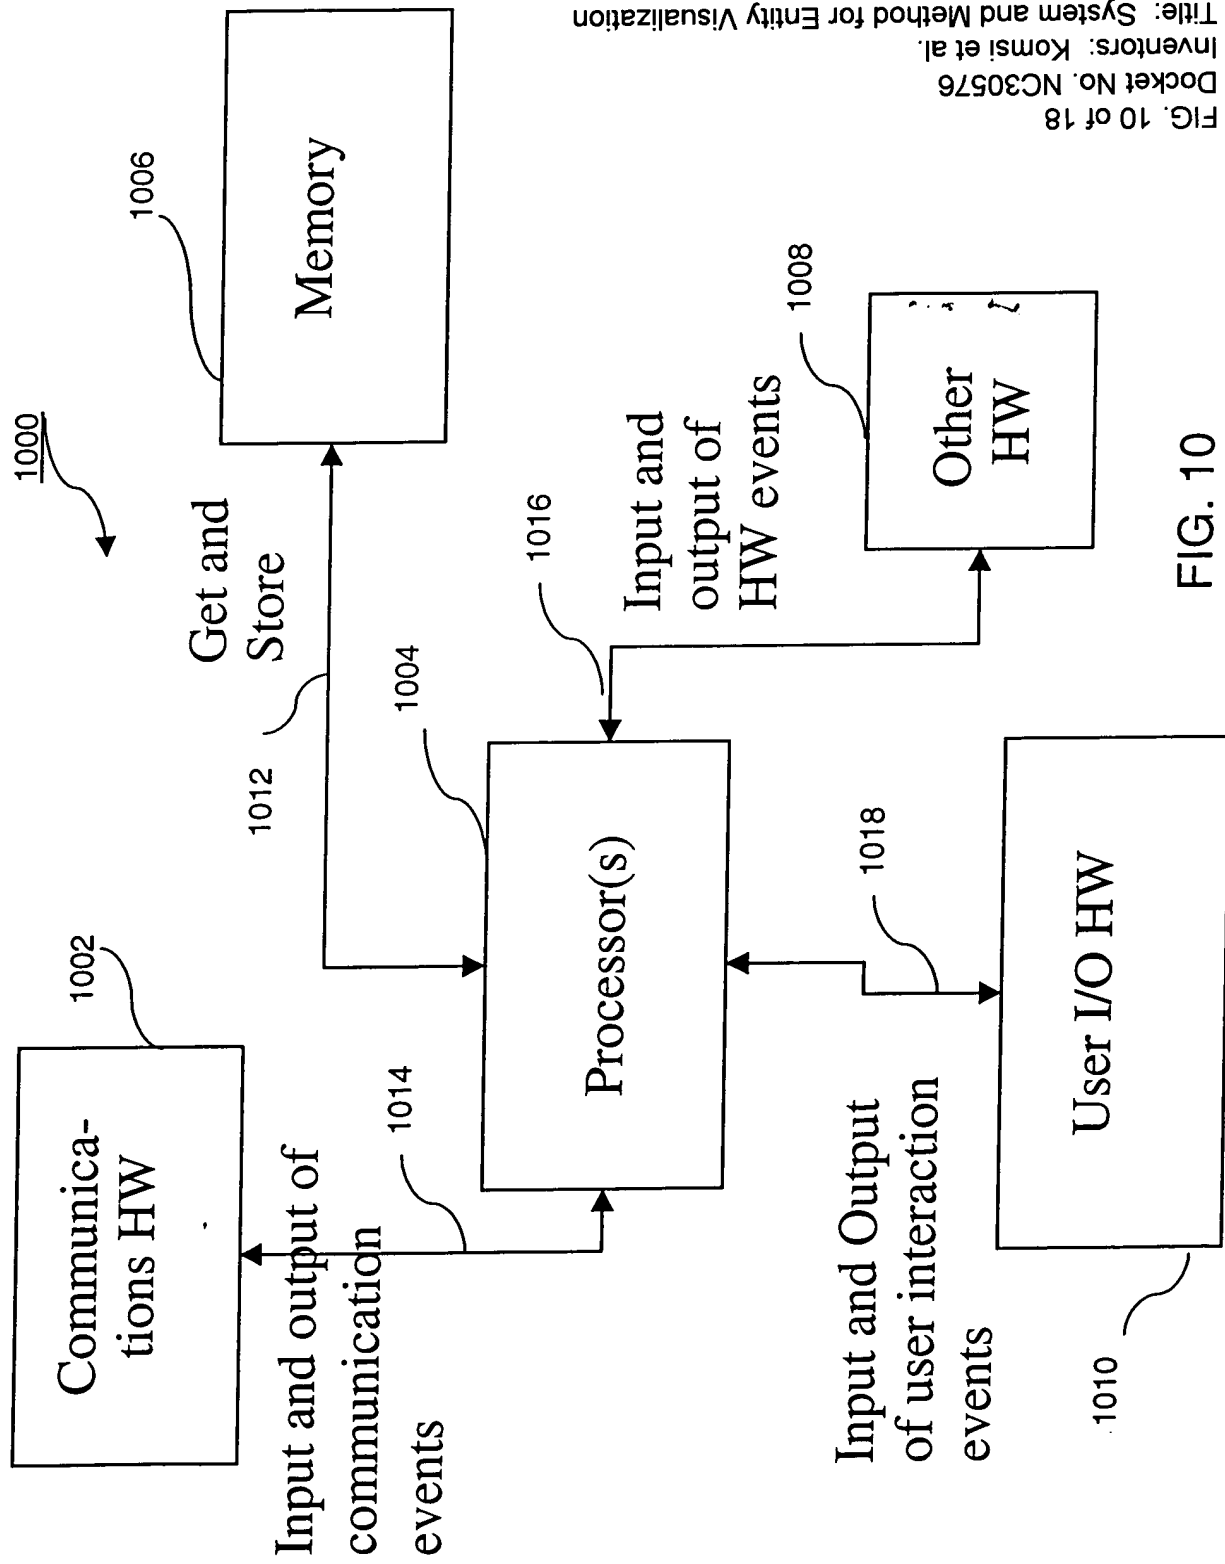 FIG. 10 of 18
Docket No. NC30576
Inventors: Komsi et al.
Title: System and Method for Entity Visualization
1000
Communica-
tions HW
1002
Input and output of
communication
events
1014
Get and
Store
1012
Memory
1006
Processor(s)
1004
1016
Input and
output of
HW events
Other
HW
1008
Input and Output
of user interaction
events
1018
User I/O HW
1010
FIG. 10